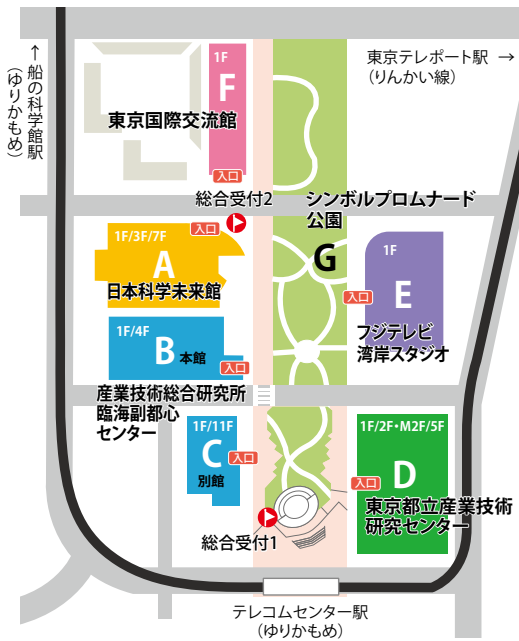 ↑船の科学館駅
（ゆりかもめ）
1F
F
東京国際交流館
入口
東京テレポート駅 →
（りんかい線）
総合受付2
シンボルプロムナード
公園
G
1F/3F/7F
入口
A
日本科学未来館
1F
E
入口
フジテレビ
湾岸スタジオ
1F/4F
B 本館
入口
産業技術総合研究所
臨海副都心
センター
1F/11F
C
別館
入口
1F/2F・M2F/5F
D
入口
東京都立産業技術
研究センター
総合受付1
テレコムセンター駅
（ゆりかもめ）